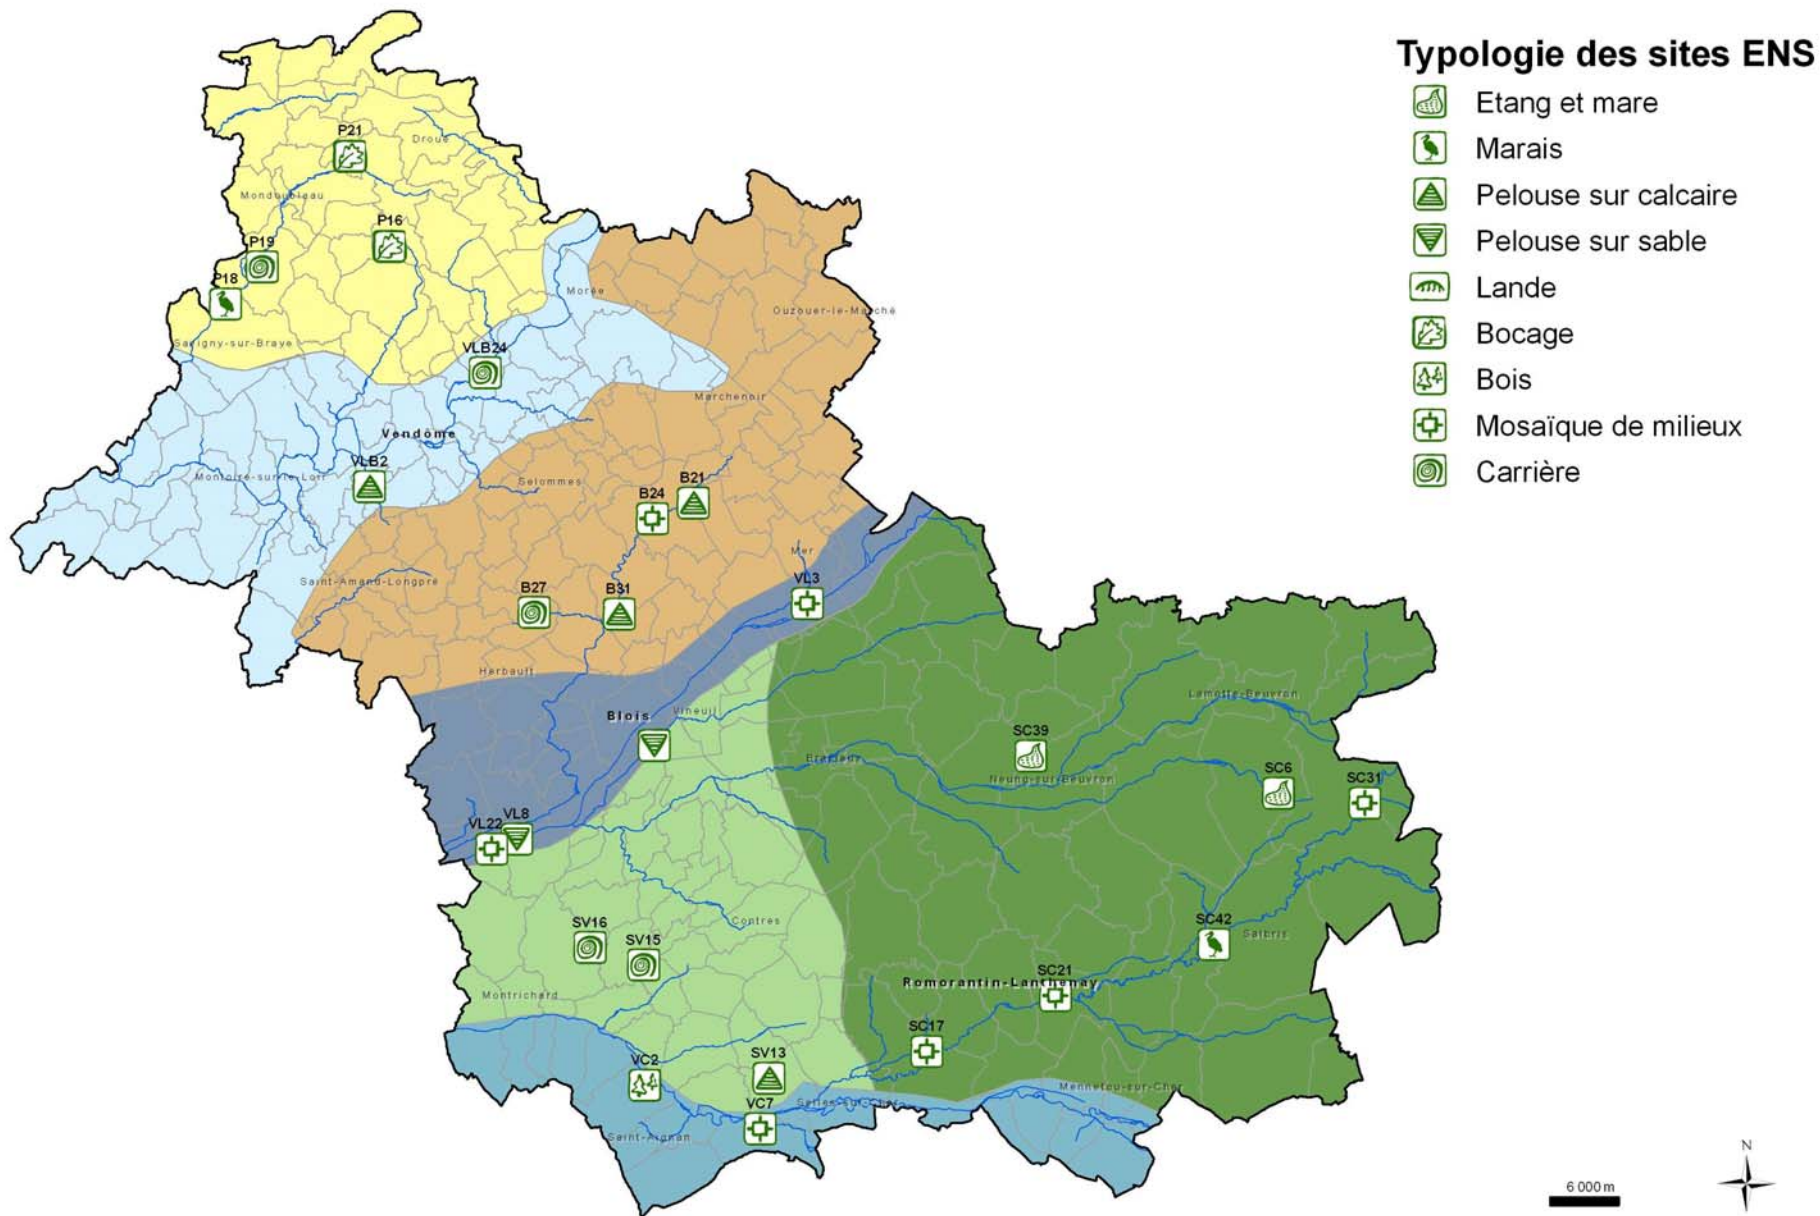 Typologie des sites ENS
Etang et mare
Marais
Pelouse sur calcaire
Pelouse sur sable
Lande
Bocage
Bois
Mosaïque de milieux
Carrière
P21
Droué
Mondoubleau
P16
P19
P18
Morée
Ouzouer-le-Marché
Savigny-sur-Braye
VLB24
Marchenoir
Vendôme
VLB2
Montoire-sur-le-Loir
Selommes
B21
B24
Mer
Saint-Amand-Longpré
B27
B31
VL3
Herbault
Blois
Vineuil
Lamotte-Beuvron
SC39
Bracieux
Neung-sur-Beuvron
SC6
SC31
VL8
VL22
SV16
Contres
SC42
Salbris
SV15
SC21
Romorantin-Lanthenay
Montrichard
SC17
VC2
SV13
Mennetou-sur-Cher
VC7
Selles-sur-Cher
Saint-Aignan
N
6 000 m